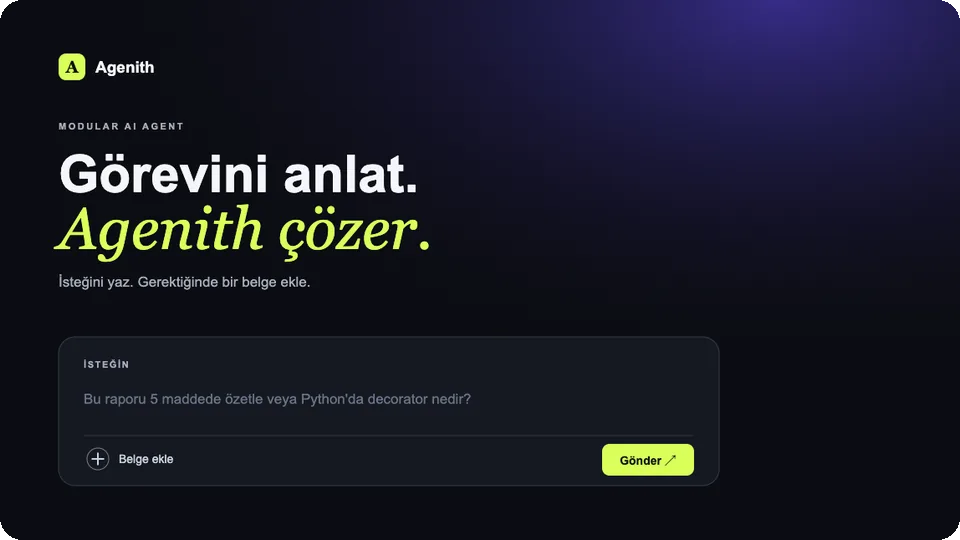 A Agenith
MODULAR AI AGENT
Görevini anlat.
Agenith çözer.
İsteğini yaz. Gerektiğinde bir belge ekle.
İSTEĞİN
Bu raporu 5 maddede özetle veya Python'da decorator nedir?
Belge ekle
Gönder ↗